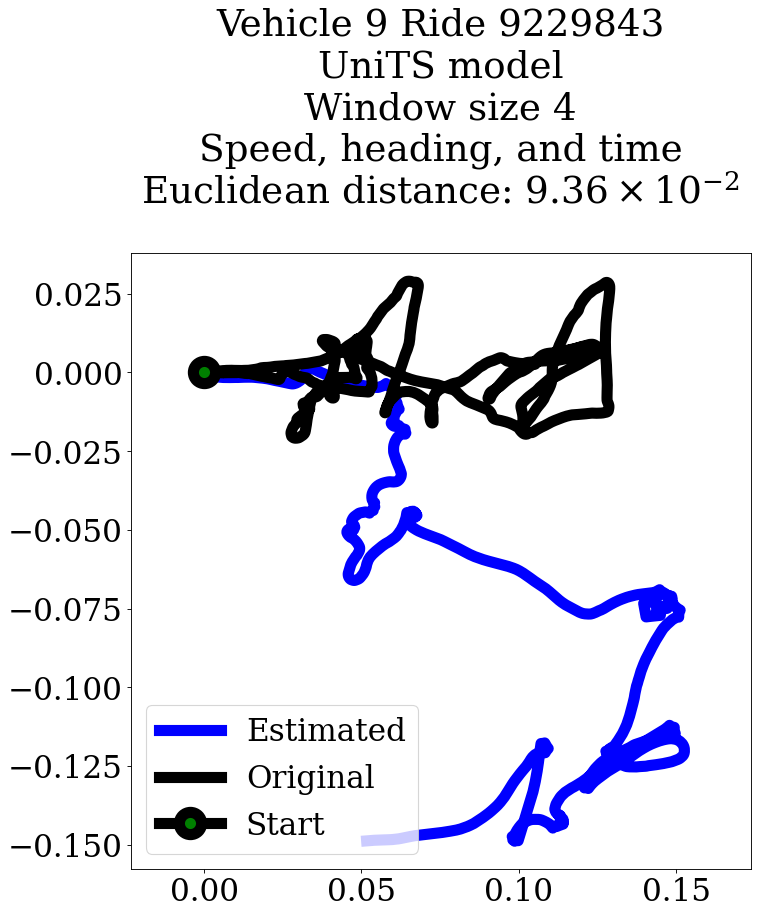 Vehicle 9 Ride 9229843
UniTS model
Window size 4
Speed, heading, and time
Euclidean distance: 9.36 × 10⁻²
0.025
0.000
−0.025
−0.050
−0.075
−0.100
−0.125
−0.150
Estimated
Original
Start
0.00 0.05 0.10 0.15